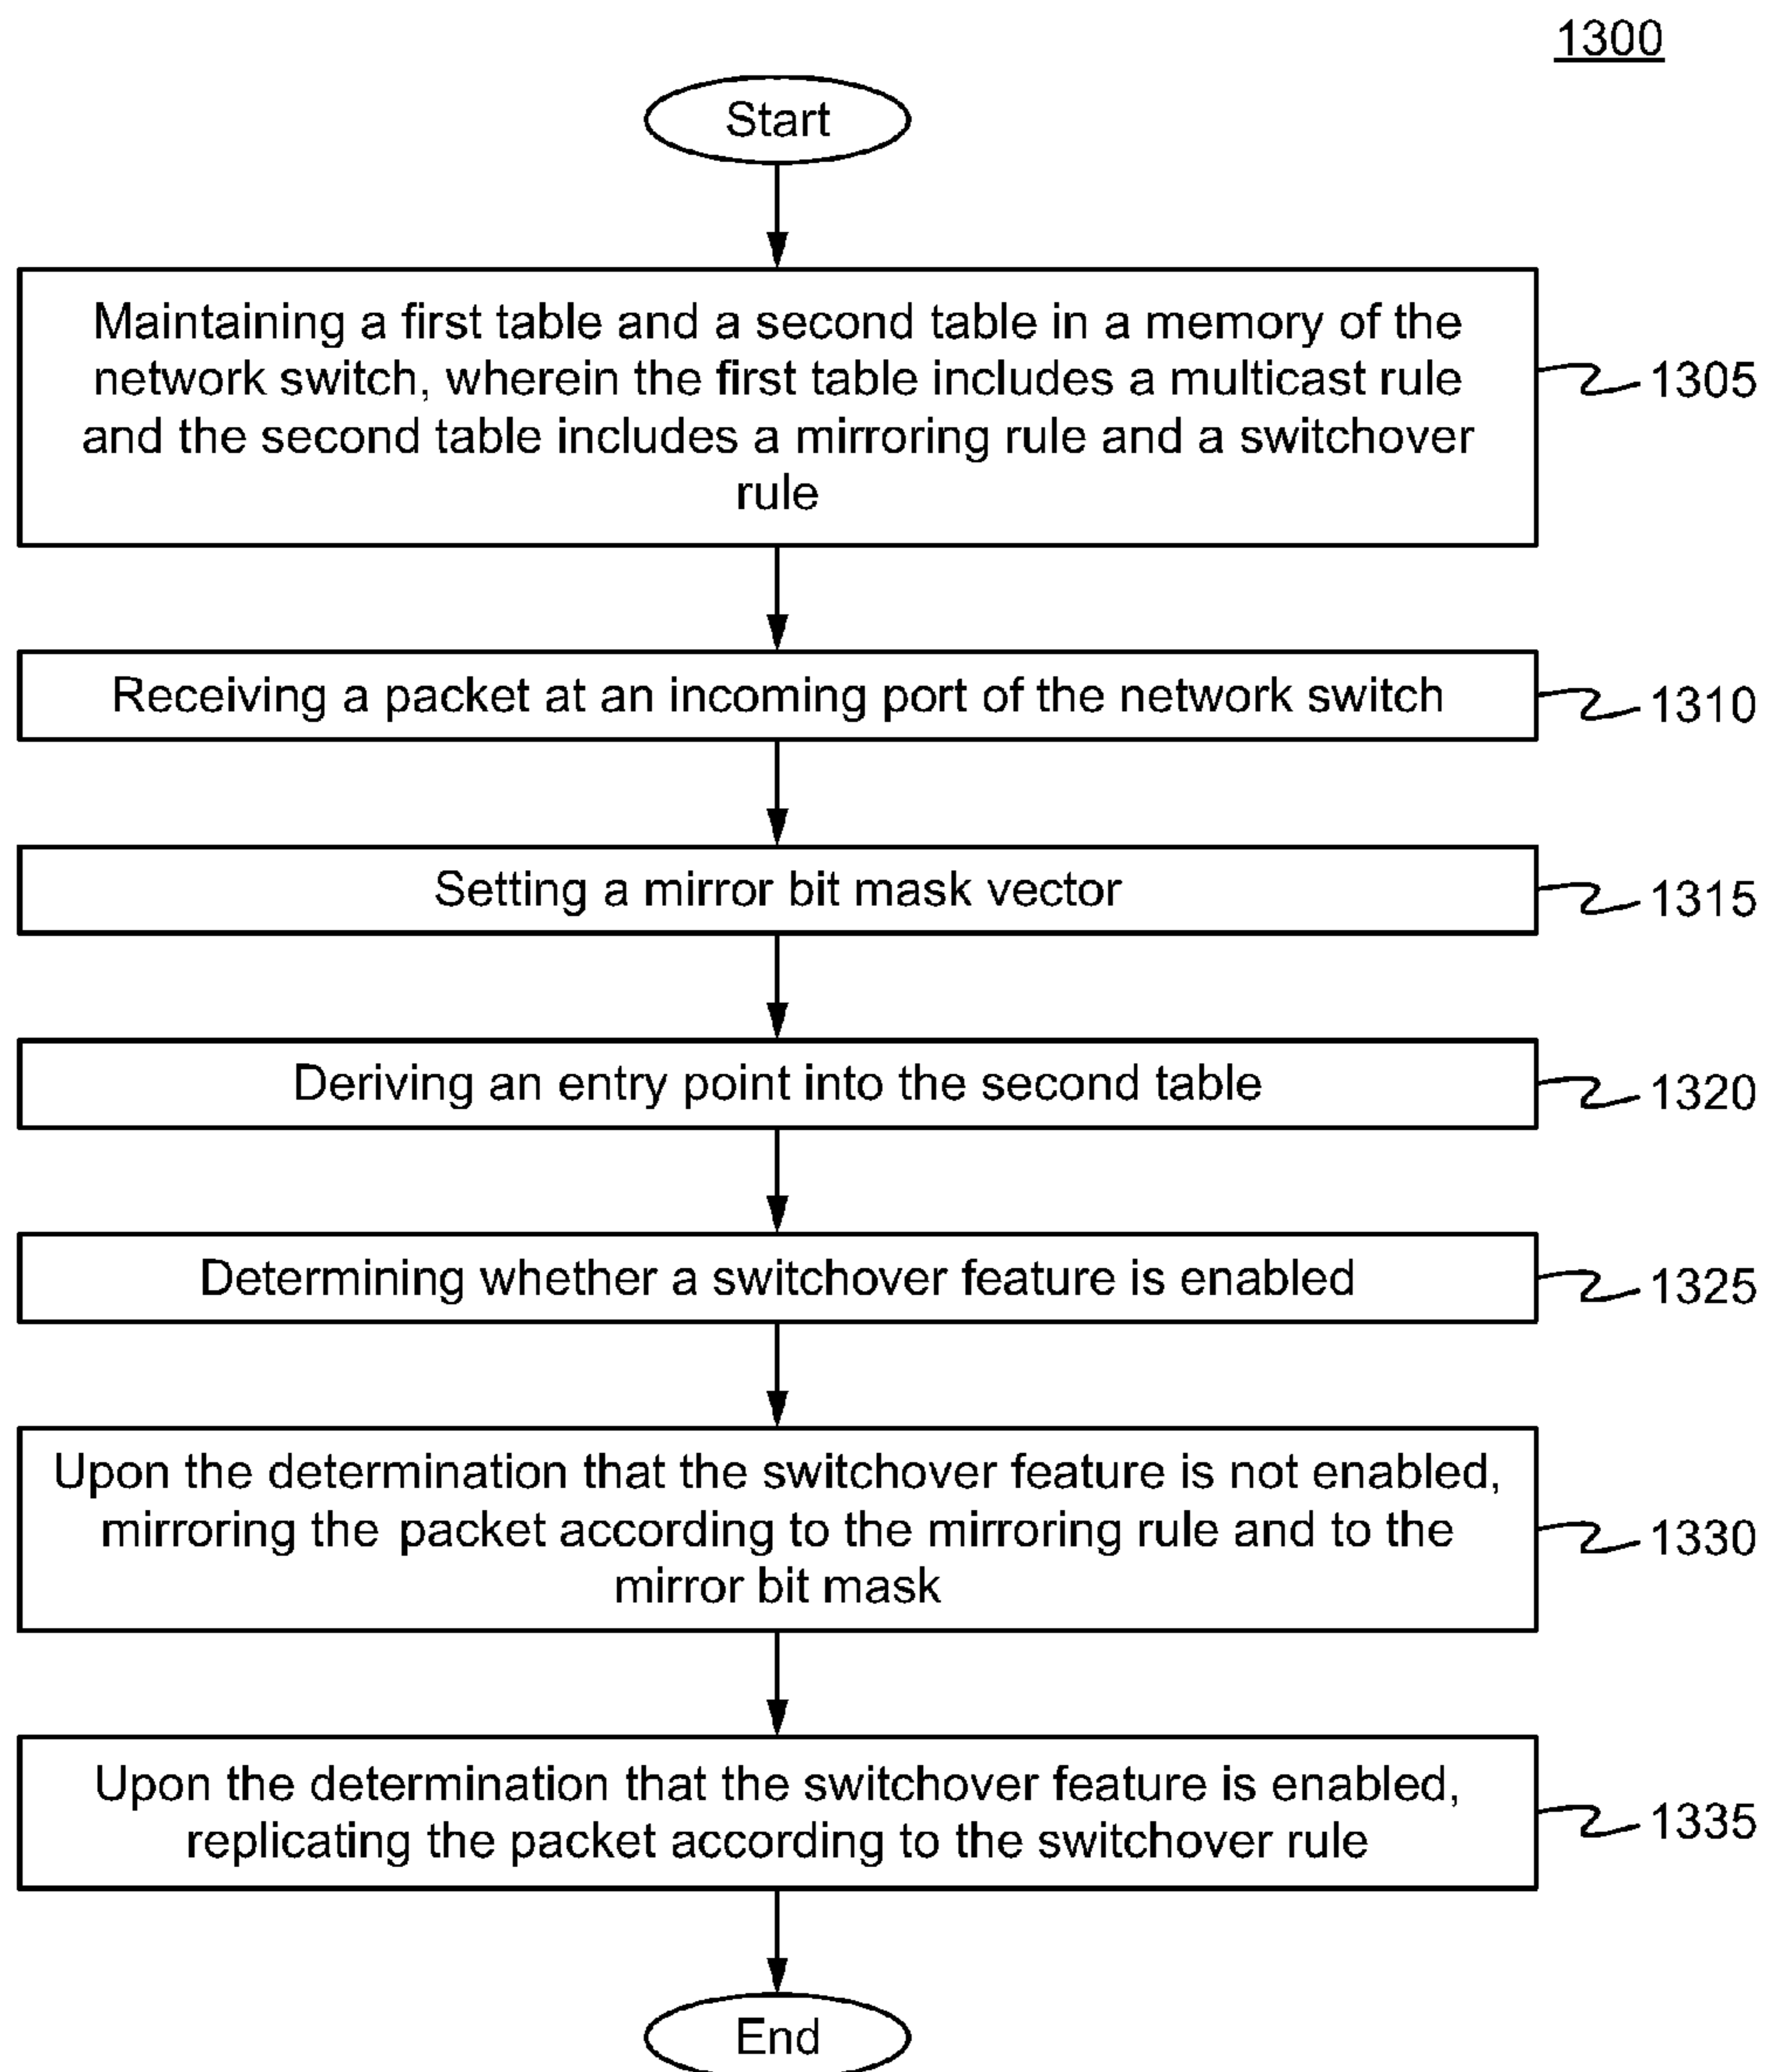 1300
Start
Maintaining a first table and a second table in a memory of the
network switch, wherein the first table includes a multicast rule
and the second table includes a mirroring rule and a switchover
rule
1305
Receiving a packet at an incoming port of the network switch
1310
Setting a mirror bit mask vector
1315
Deriving an entry point into the second table
1320
Determining whether a switchover feature is enabled
1325
Upon the determination that the switchover feature is not enabled,
mirroring the packet according to the mirroring rule and to the
mirror bit mask
1330
Upon the determination that the switchover feature is enabled,
replicating the packet according to the switchover rule
1335
End